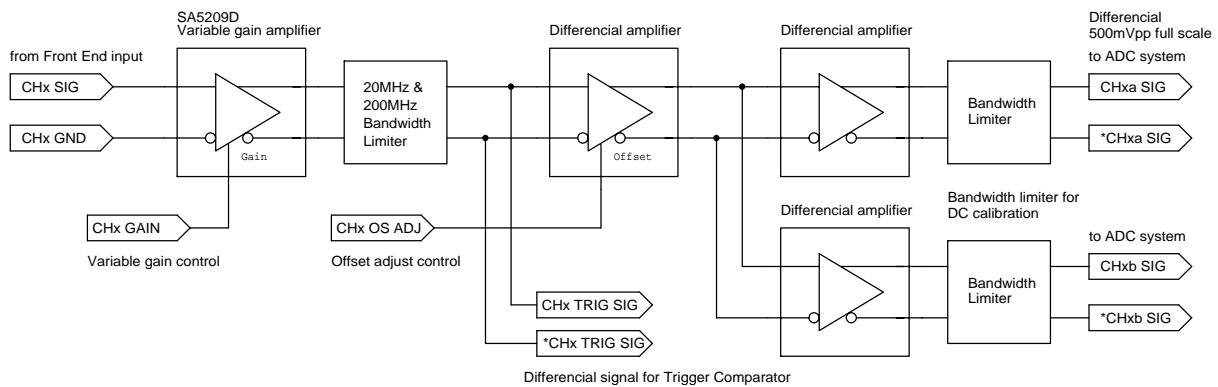 SA5209D
Variable gain amplifier
Differencial amplifier
Differencial amplifier
Differencial
500mVpp full scale
from Front End input
to ADC system
CHx SIG
20MHz &
200MHz
Bandwidth
Limiter
Bandwidth
Limiter
CHxa SIG
CHx GND
Gain
Offset
*CHxa SIG
CHx GAIN
CHx OS ADJ
Differencial amplifier
Bandwidth limiter for
DC calibration
to ADC system
Variable gain control
Offset adjust control
Bandwidth
Limiter
CHxb SIG
CHx TRIG SIG
*CHxb SIG
*CHx TRIG SIG
Differencial signal for Trigger Comparator